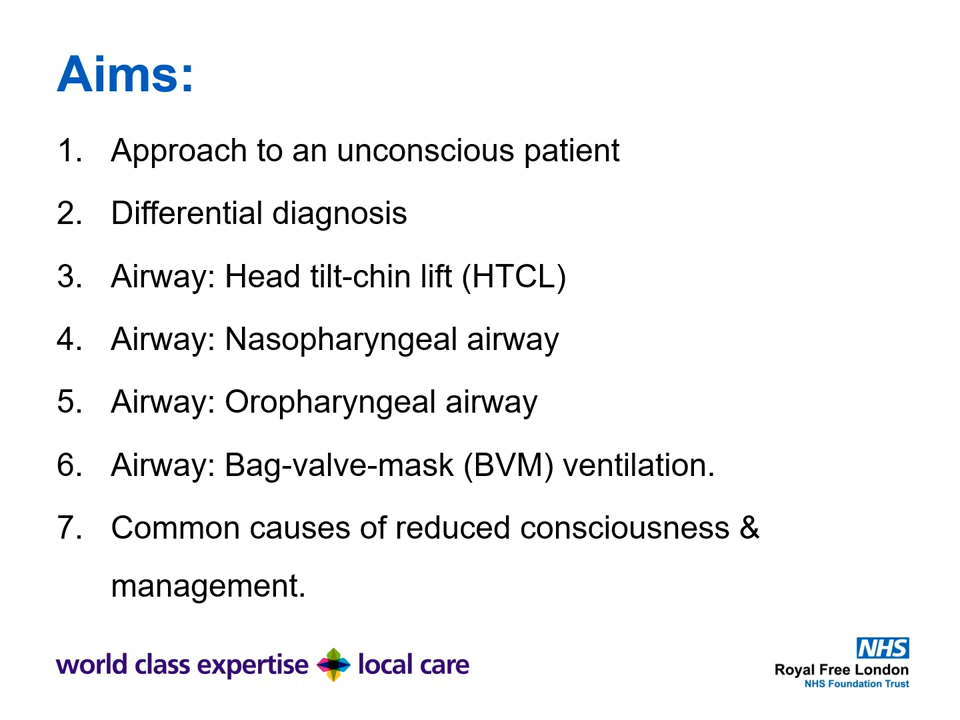 Aims:
1. Approach to an unconscious patient
2. Differential diagnosis
3. Airway: Head tilt-chin lift (HTCL)
4. Airway: Nasopharyngeal airway
5. Airway: Oropharyngeal airway
6. Airway: Bag-valve-mask (BVM) ventilation.
7. Common causes of reduced consciousness &
management.
world class expertise local care
NHS
Royal Free London
NHS Foundation Trust